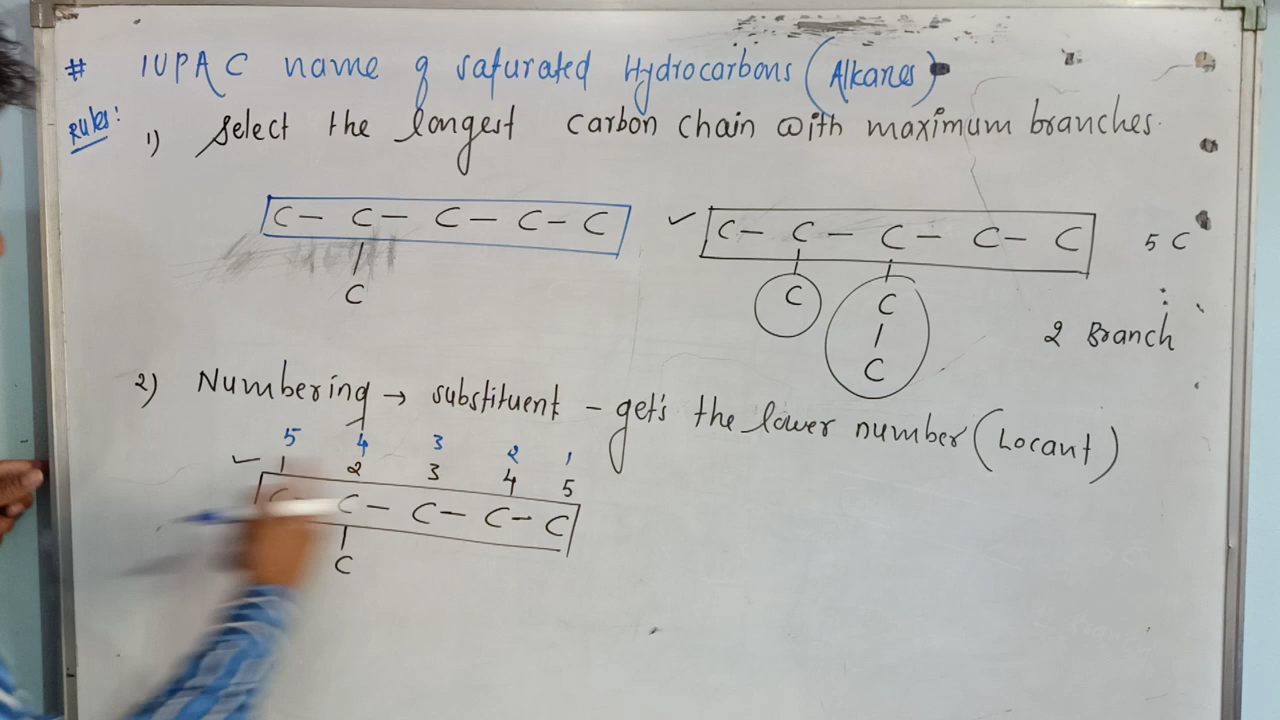 # IUPAC name of saturated Hydrocarbons (Alkanes)
Rules:
1) Select the longest carbon chain with maximum branches.
C – C – C – C – C
C
C – C – C – C – C
5 C
C
C
C
2 Branch
2) Numbering → substituent – get's the lower number (Locant)
5 4 3 2 1
1 2 3 4 5
C – C – C – C – C
C